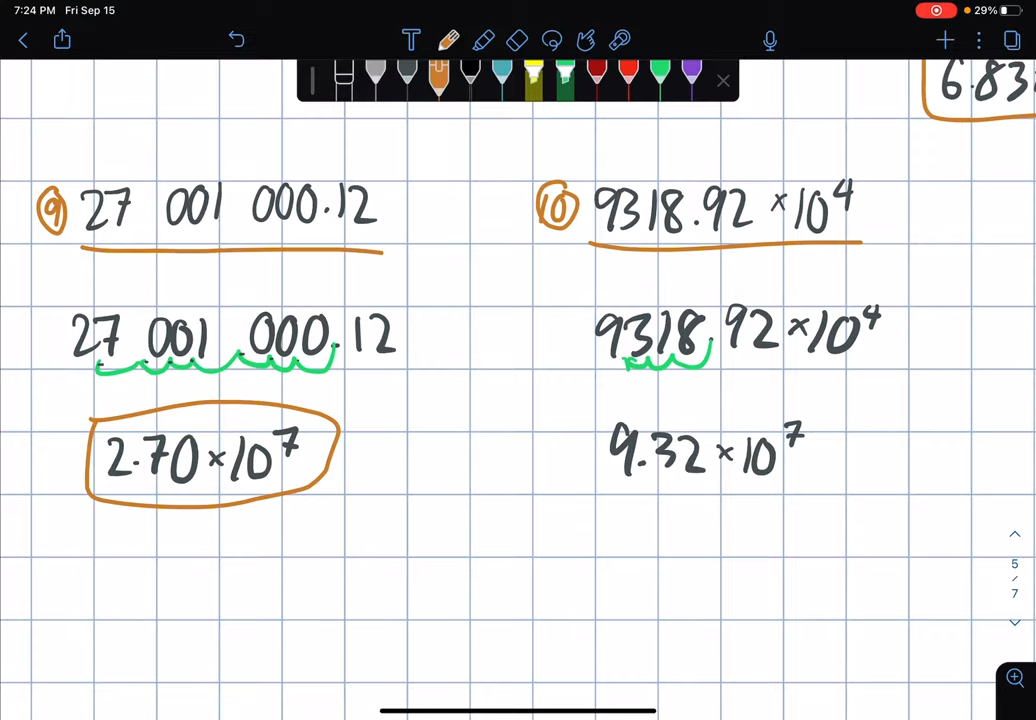 7:24 PM Fri Sep 15
29%
T
6.83
9 27 001 000.12
27 001 000.12
2.70×10⁷
10 9318.92 ×10⁴
9318.92×10⁴
9.32×10⁷
5
/
7